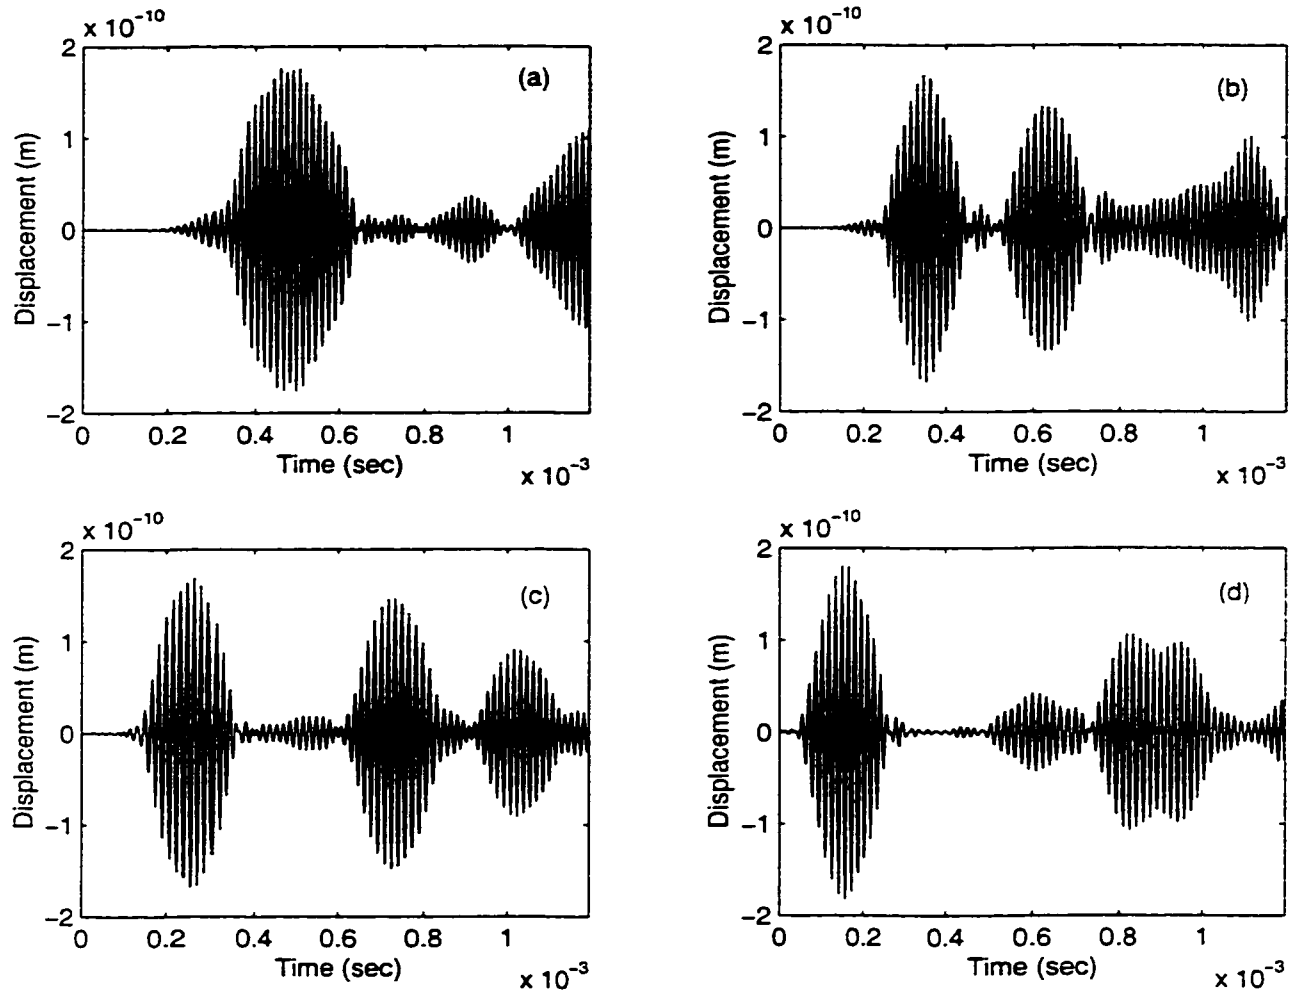 x 10⁻¹⁰
2
(a)
1
0
−1
−2
Displacement (m)
0 0.2 0.4 0.6 0.8 1
Time (sec)
x 10⁻³
x 10⁻¹⁰
2
(b)
1
0
−1
−2
Displacement (m)
0 0.2 0.4 0.6 0.8 1
Time (sec)
x 10⁻³
x 10⁻¹⁰
2
(c)
1
0
−1
−2
Displacement (m)
0 0.2 0.4 0.6 0.8 1
Time (sec)
x 10⁻³
x 10⁻¹⁰
2
(d)
1
0
−1
−2
Displacement (m)
0 0.2 0.4 0.6 0.8 1
Time (sec)
x 10⁻³